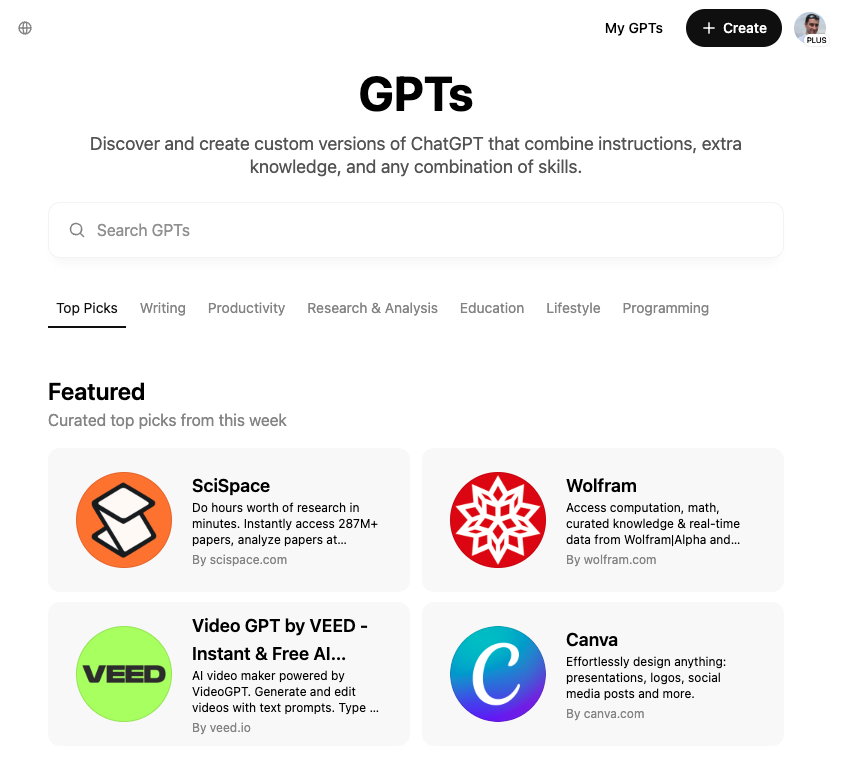 My GPTs
Create
PLUS
GPTs
Discover and create custom versions of ChatGPT that combine instructions, extra
knowledge, and any combination of skills.
Search GPTs
Top Picks
Writing
Productivity
Research & Analysis
Education
Lifestyle
Programming
Featured
Curated top picks from this week
SciSpace
Do hours worth of research in
minutes. Instantly access 287M+
papers, analyze papers at...
By scispace.com
Wolfram
Access computation, math,
curated knowledge & real-time
data from Wolfram|Alpha and...
By wolfram.com
VEED
Video GPT by VEED -
Instant & Free AI...
AI video maker powered by
VideoGPT. Generate and edit
videos with text prompts. Type ...
By veed.io
C
Canva
Effortlessly design anything:
presentations, logos, social
media posts and more.
By canva.com